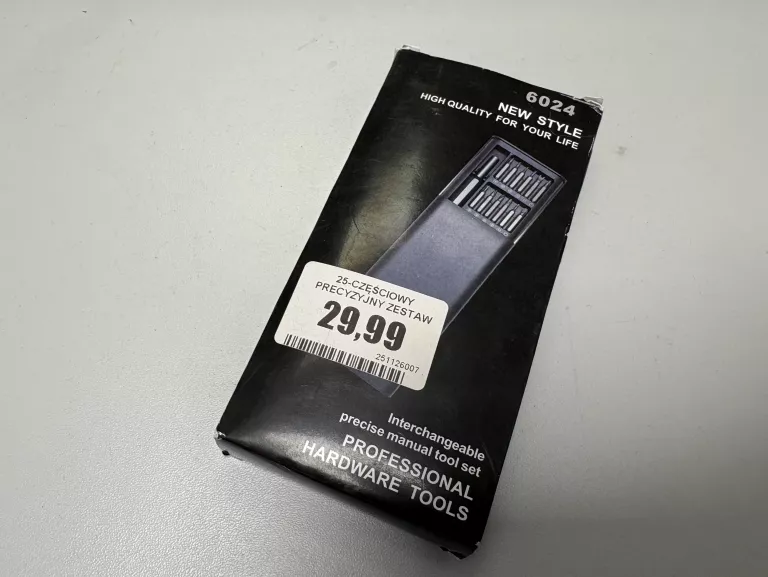 6024
NEW STYLE
HIGH QUALITY FOR YOUR LIFE
25-CZĘŚCIOWY
PRECYZYJNY ZESTAW
29,99
251126007
Interchangeable
precise manual tool set
PROFESSIONAL
HARDWARE TOOLS